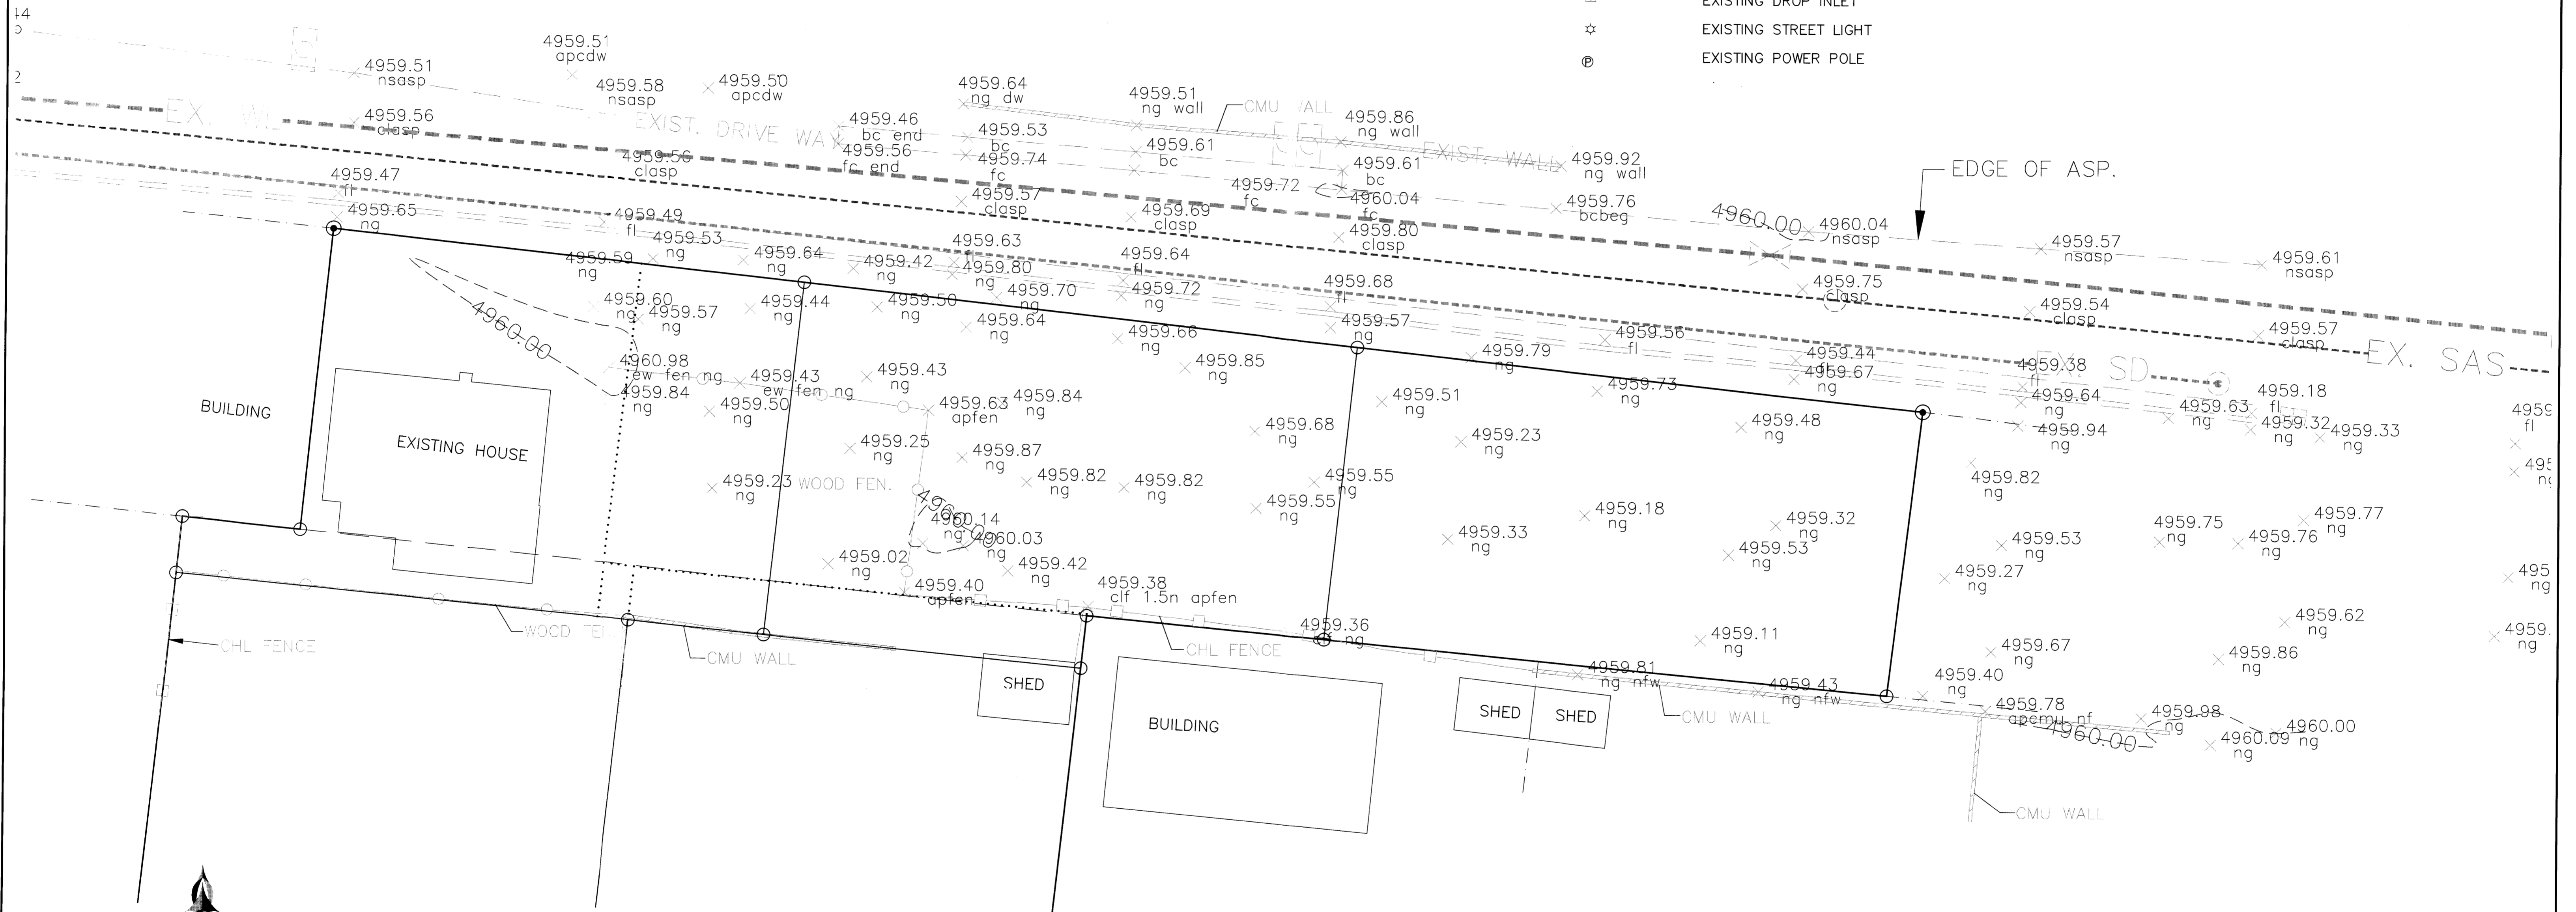 EXISTING DROP INLET
EXISTING STREET LIGHT
EXISTING POWER POLE
4959.51
nsasp
4959.51
apcdw
4959.58
nsasp
4959.50
apcdw
4959.64
ng dw
4959.51
ng wall
CMU WALL
4959.86
ng wall
EXIST. WALL
4959.92
ng wall
EX. WL
4959.56
clasp
EXIST. DRIVE WAY
4959.46
bc end
4959.56
fc end
4959.53
bc
4959.74
fc
4959.61
bc
4959.61
bc
4959.72
fc
4960.04
fc
4959.76
bcbeg
EDGE OF ASP.
4960.00
4960.04
nsasp
4959.57
nsasp
4959.61
nsasp
4959.47
fl
4959.65
ng
4959.56
clasp
4959.49
fl
4959.57
clasp
4959.69
clasp
4959.80
clasp
4959.75
clasp
4959.54
clasp
4959.57
clasp
EX. SAS
4959.53
ng
4959.59
ng
4959.64
ng
4959.42
ng
4959.63
fl
4959.80
ng
4959.64
fl
4959.72
ng
4959.68
fl
4959.57
ng
4959.56
fl
4959.44
fl
4959.67
ng
4959.38
fl
4959.64
ng
EX. SD
4959.18
fl
4959.63
ng
4959.32
ng
4959.33
ng
4959.94
ng
4959.60
ng
4959.57
ng
4959.44
ng
4959.50
ng
4959.70
ng
4959.64
ng
4959.66
ng
4959.85
ng
4959.79
ng
4959.73
ng
4959.51
ng
4959.48
ng
4959.23
ng
4960.00
4960.98
ew fen ng
4959.84
ng
4959.43
ew fen ng
4959.43
ng
4959.50
ng
4959.63
apfen
4959.84
ng
4959.68
ng
4959.25
ng
4959.87
ng
4959.82
ng
4959.82
ng
4959.55
ng
4959.55
ng
4959.23
ng
WOOD FEN.
4960.00
4960.14
ng
4960.03
ng
4959.02
ng
4959.42
ng
4959.40
apfen
4959.38
clf 1.5n apfen
4959.33
ng
4959.18
ng
4959.32
ng
4959.53
ng
4959.82
ng
4959.53
ng
4959.27
ng
4959.75
ng
4959.76
ng
4959.77
ng
4959.62
ng
4959.86
ng
4959.67
ng
4959.11
ng
4959.36
4959.81
ng nfw
4959.43
ng nfw
4959.40
ng
4959.78
apcmu nf
4960.00
4959.98
ng
4960.09
ng
4960.00
ng
BUILDING
EXISTING HOUSE
CHL FENCE
CMU WALL
SHED
CHL FENCE
BUILDING
SHED
SHED
CMU WALL
CMU WALL